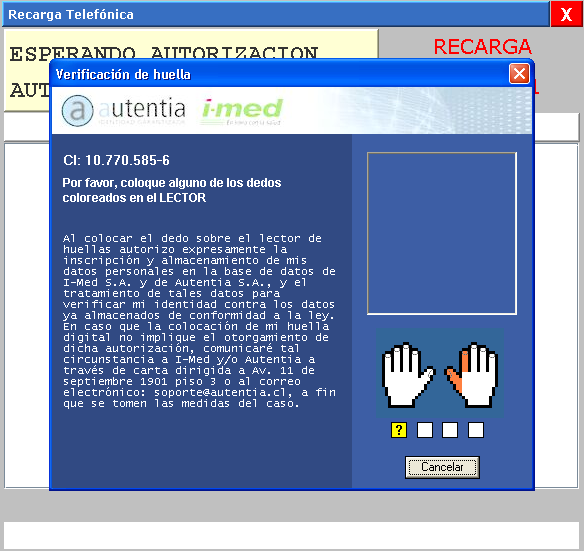 Recarga Telefónica
X
ESPERANDO AUTORIZACION
RECARGA
Verificación de huella
autentia i-med
CI: 10.770.585-6
Por favor, coloque alguno de los dedos
coloreados en el LECTOR
Al colocar el dedo sobre el lector de
huellas autorizo expresamente la
inscripción y almacenamiento de mis
datos personales en la base de datos de
I-Med S.A. y de Autentia S.A., y el
tratamiento de tales datos para
verificar mi identidad contra los datos
ya almacenados de conformidad a la ley.
En caso que la colocación de mi huella
digital no implique el otorgamiento de
dicha autorización, comunicaré tal
circunstancia a I-Med y/o Autentia a
través de carta dirigida a Av. 11 de
septiembre 1901 piso 3 o al correo
electrónico: soporte@autentia.cl, a fin
que se tomen las medidas del caso.
?
Cancelar